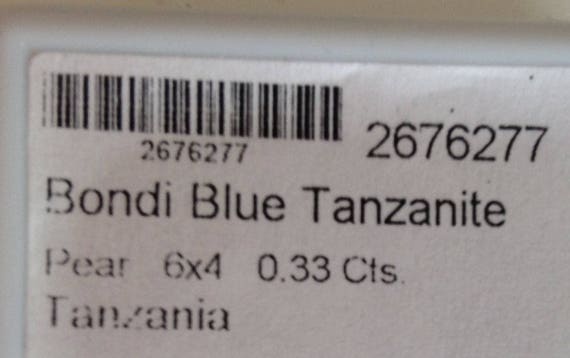 2676277
2676277
Bondi Blue Tanzanite
Pear 6x4 0.33 Cts.
Tanzania